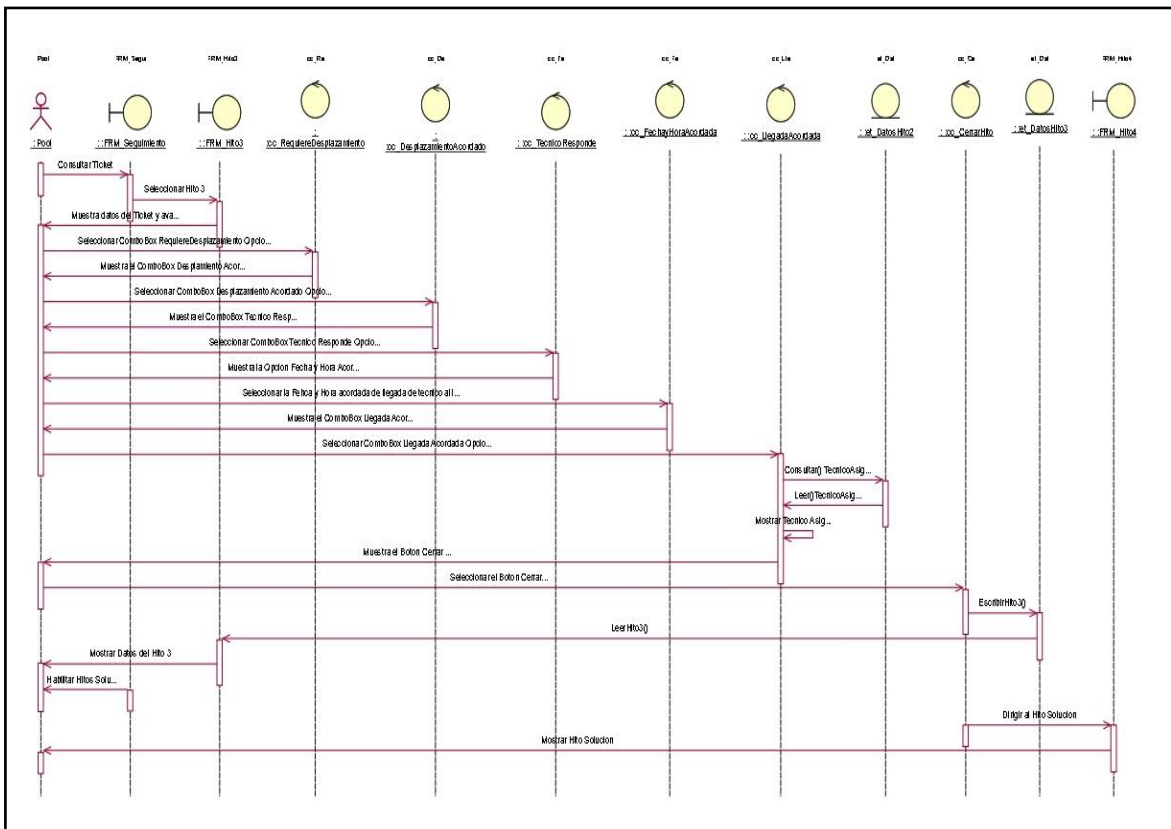 Pool
FRM_Segui
FRM_Hito3
cc_Re
cc_De
cc_Te
cc_Fe
cc_Lle
et_Dat
cc_Ce
et_Dat
FRM_Hito4
: :Pool
: :FRM_Seguimiento
: :FRM_Hito3
:
:cc_RequiereDesplazamiento
:
:cc_DesplazamientoAcordado
: :cc_TecnicoResponde
: :cc_FechayHoraAcordada
: :cc_LlegadaAcordada
: :et_DatosHito2
: :cc_CerrarHito
: :et_DatosHito3
: :FRM_Hito4
Consultar Ticket
Seleccionar Hito 3
Muestra datos del Ticket y ava...
Seleccionar ComboBox RequiereDesplazamiento Opcio...
Muestra el ComboBox Desplamiento Acor...
Seleccionar ComboBox Desplazamiento Acordado Opcio...
Muestra el ComboBox Tecnico Resp...
Seleccionar ComboBox Tecnico Responde Opcio...
Muestra la Opcion Fecha y Hora Acor...
Seleccionar la Fehca y Hora acordada de llegada de tecnico al l...
Muestra el ComboBox Llegada Acor...
Seleccionar ComboBox Llegada Acordada Opcio...
Consultar() TecnicoAsig...
Leer()TecnicoAsig...
Mostrar Tecnico Asig...
Muestra el Boton Cerrar ...
Seleccionar el Boton Cerrar...
EscribirHito3()
LeerHito3()
Mostrar Datos del Hito 3
Habilitar Hitos Solu...
Dirigir al Hito Solucion
Mostrar Hito Solucion